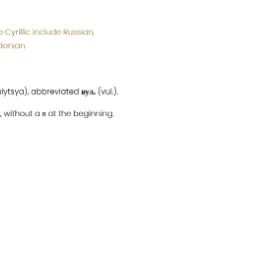 e Cyrillic include Russian,
donian.
ulytsya), abbreviated вул. (vul.).
, without a в at the beginning.